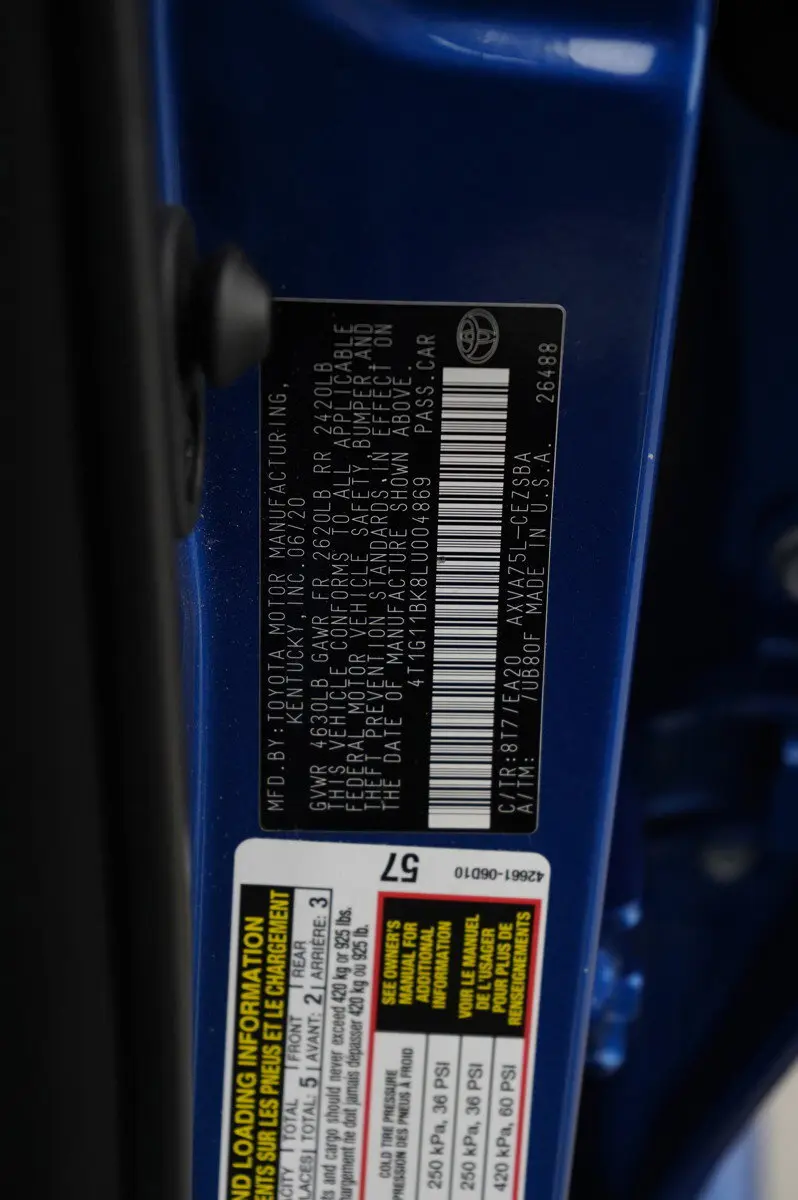 MFD.BY:TOYOTA MOTOR MANUFACTURING,
KENTUCKY, INC. 06/20
GVWR 4630LB GAWR FR 2620LB RR 2420LB
THIS VEHICLE CONFORMS TO ALL APPLICABLE
FEDERAL MOTOR VEHICLE SAFETY, BUMPER AND
THEFT PREVENTION STANDARDS IN EFFECT ON
THE DATE OF MANUFACTURE SHOWN ABOVE.
4T1G11BK8LU004869 PASS.CAR
C/TR:8T7/EA20 AXVA75L-CEZSBA
A/TM: /UB80F MADE IN U.S.A. 26488
57
42661-06D10
ND LOADING INFORMATION
ENTS SUR LES PNEUS ET LE CHARGEMENT
ACITY TOTAL FRONT REAR
LACES TOTAL: 5 AVANT: 2 ARRIÈRE: 3
ts and cargo should never exceed 420 kg or 925 lbs.
hargement ne doit jamais dépasser 420 kg ou 925 lb.
COLD TIRE PRESSURE
PRESSION DES PNEUS À FROID
250 kPa, 36 PSI
250 kPa, 36 PSI
420 kPa, 60 PSI
SEE OWNER'S
MANUAL FOR
ADDITIONAL
INFORMATION
VOIR LE MANUEL
DE L'USAGER
POUR PLUS DE
RENSEIGNEMENTS